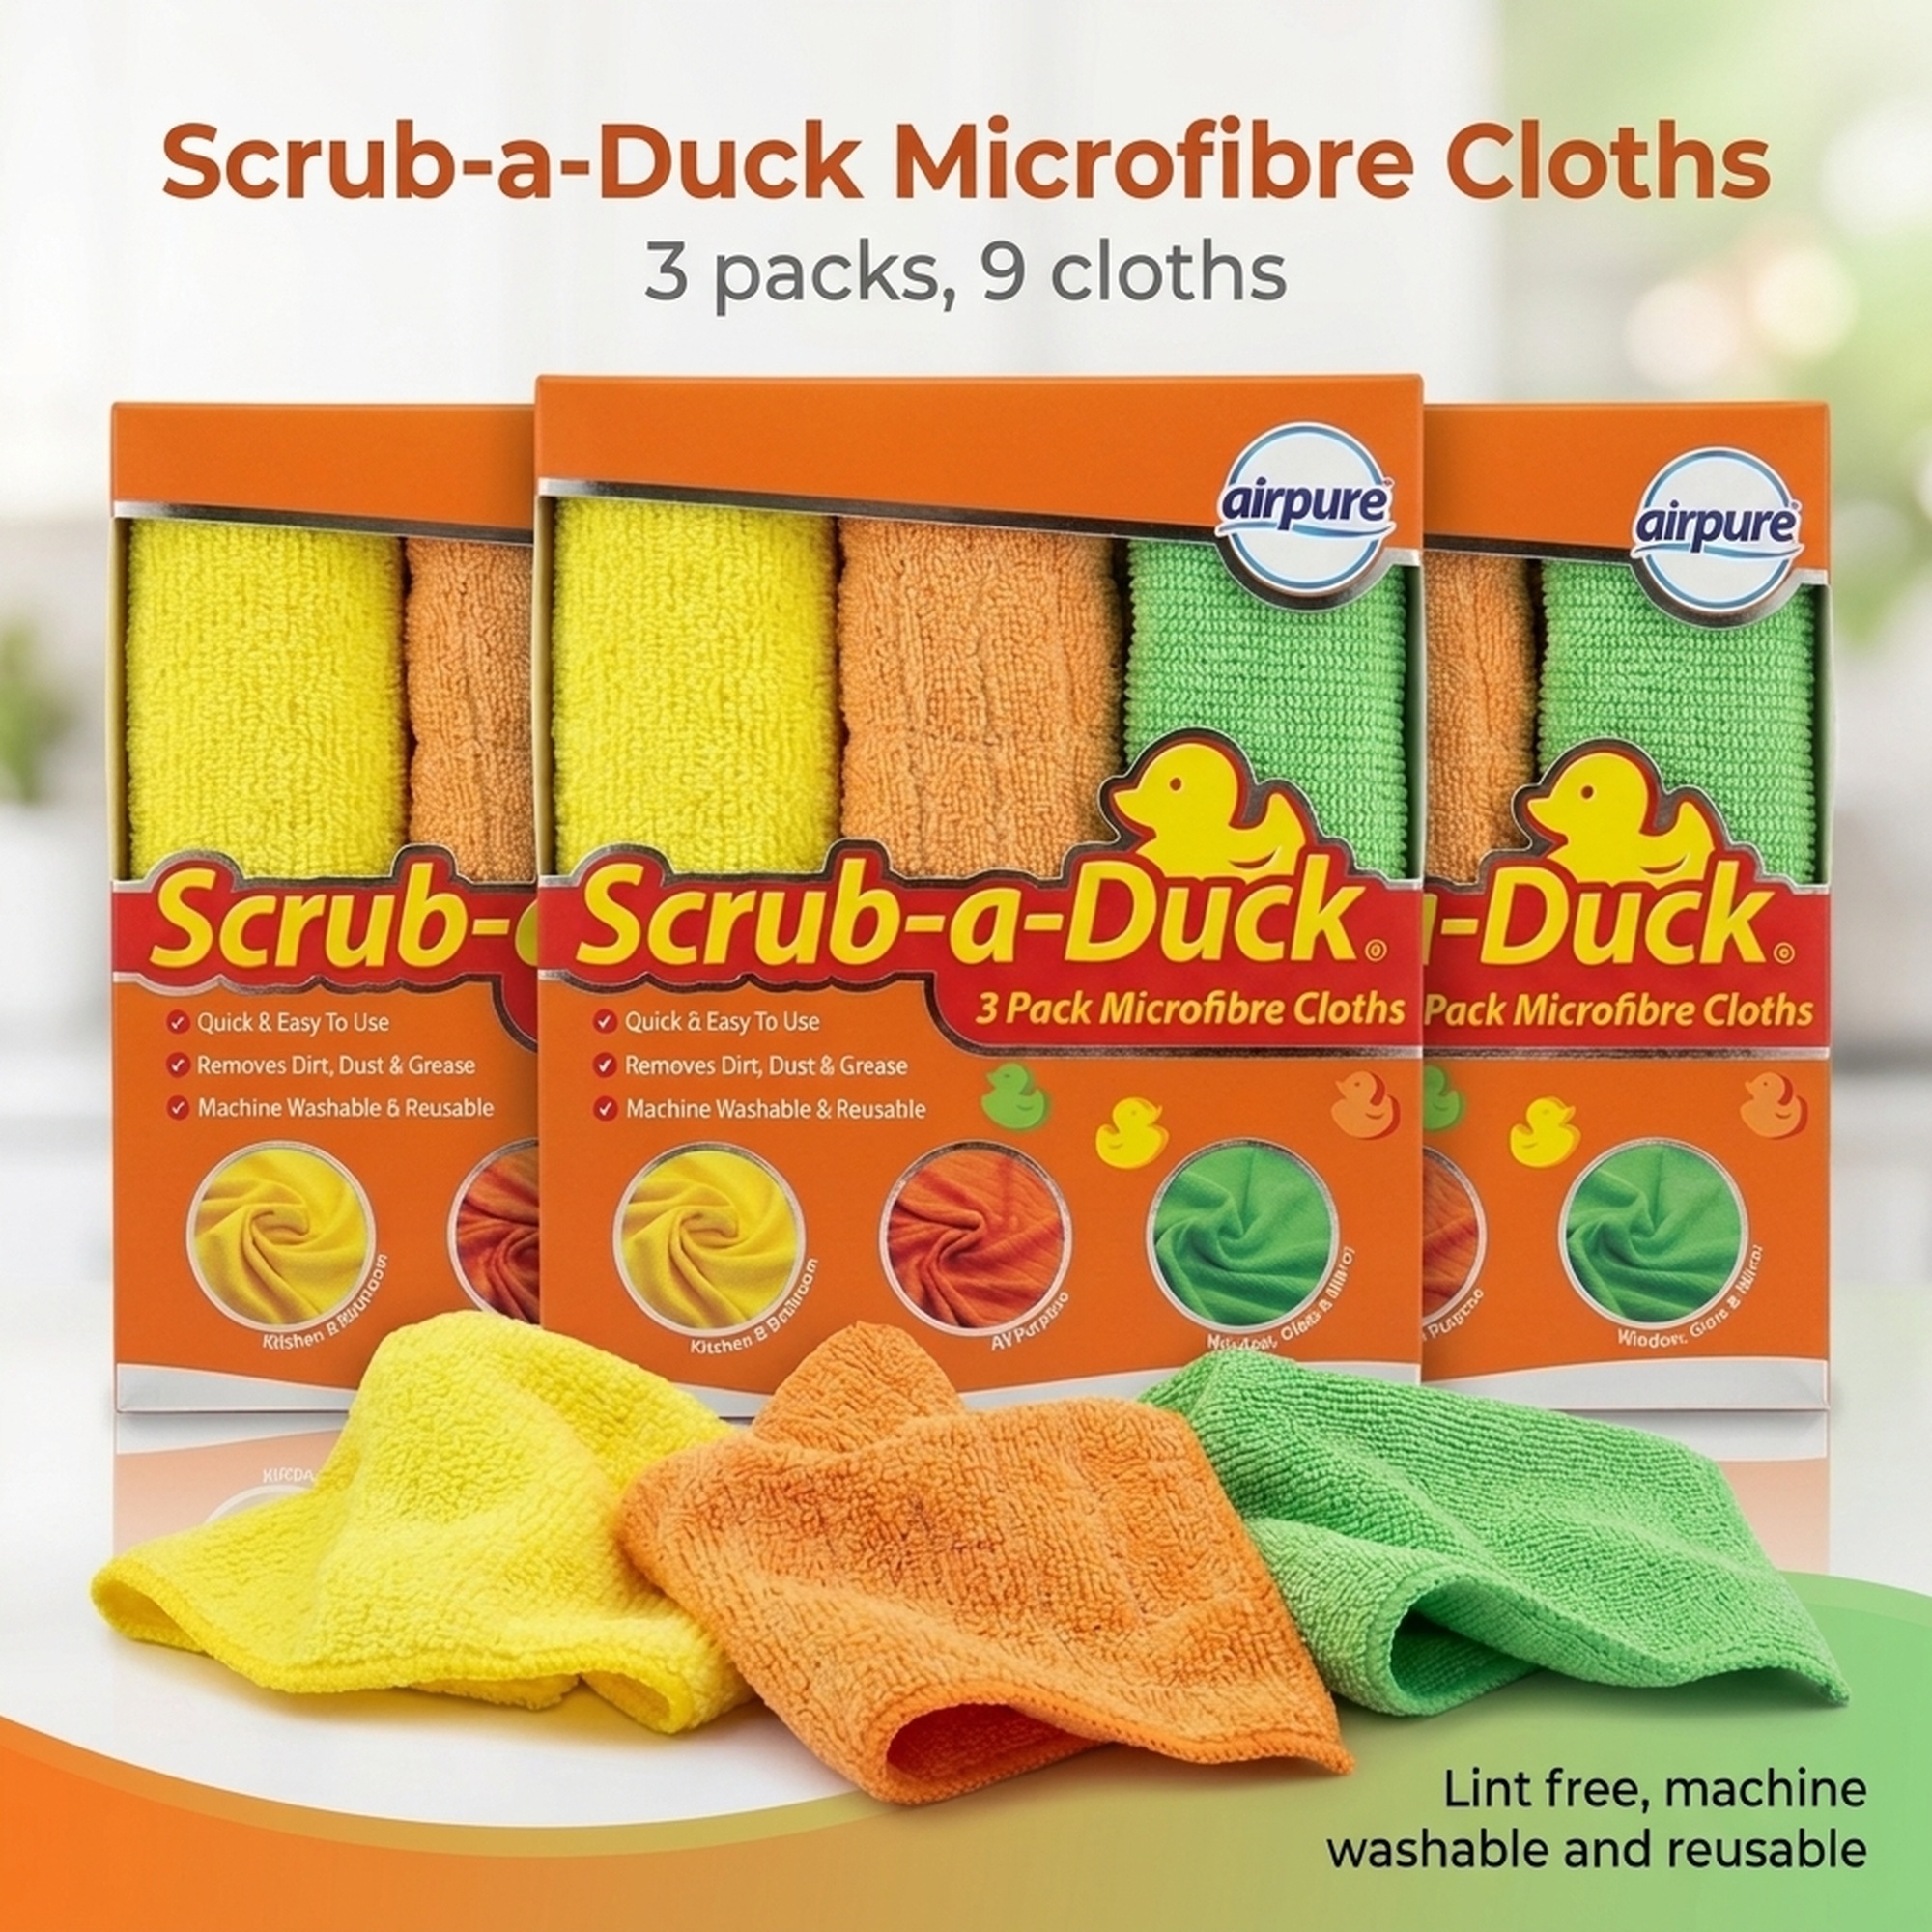 Scrub-a-Duck Microfibre Cloths
3 packs, 9 cloths
airpure
airpure
Scrub-
Scrub-a-Duck
-Duck
3 Pack Microfibre Cloths
Pack Microfibre Cloths
Quick & Easy To Use
Removes Dirt, Dust & Grease
Machine Washable & Reusable
Quick & Easy To Use
Removes Dirt, Dust & Grease
Machine Washable & Reusable
Kitchen &
Lint free, machine
washable and reusable